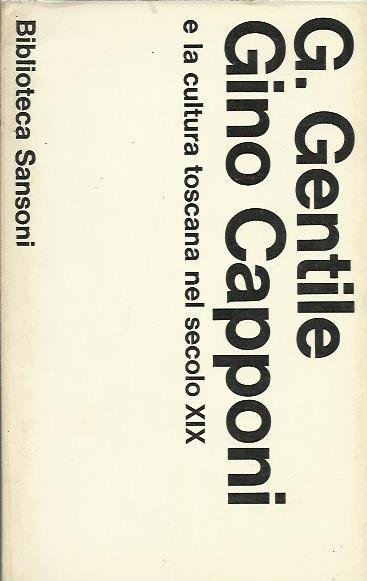 G. Gentile
Gino Capponi
e la cultura toscana nel secolo XIX
Biblioteca Sansoni